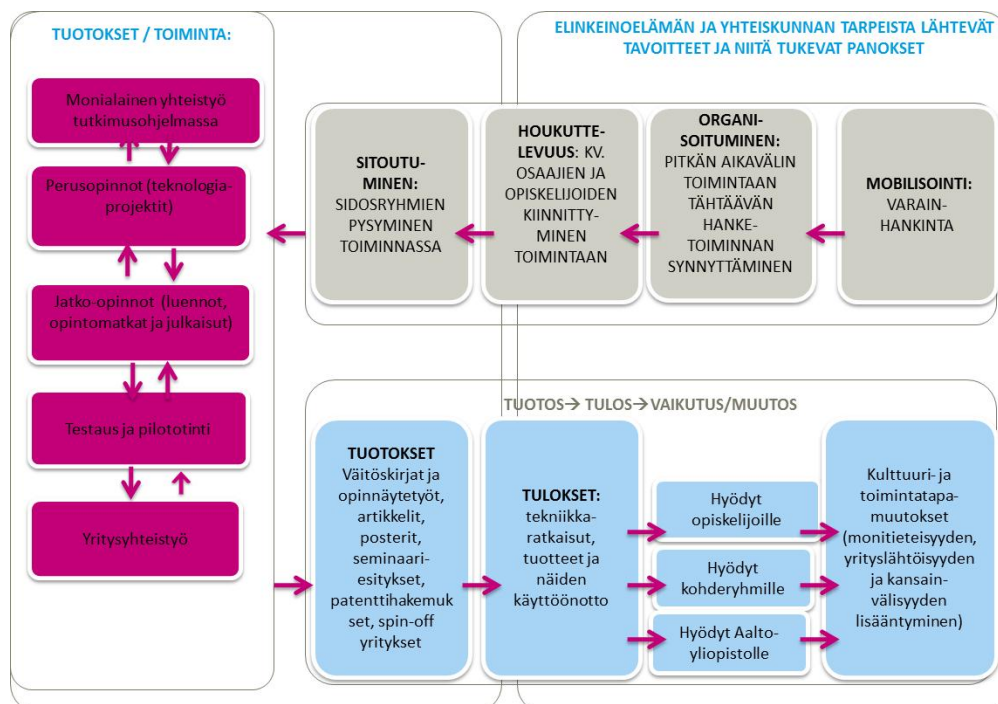 TUOTOKSET / TOIMINTA:
Monialainen yhteistyö
tutkimusohjelmassa
Perusopinnot (teknologia-
projektit)
Jatko-opinnot (luennot,
opintomatkat ja julkaisut)
Testaus ja pilototinti
Yritysyhteistyö
ELINKEINOELÄMÄN JA YHTEISKUNNAN TARPEISTA LÄHTEVÄT
TAVOITTEET JA NIITÄ TUKEVAT PANOKSET
SITOUTU-
MINEN:
SIDOSRYHMIEN
PYSYMINEN
TOIMINNASSA
HOUKUTTE-
LEVUUS: KV.
OSAAJIEN JA
OPISKELIJOIDEN
KIINNITTY-
MINEN
TOIMINTAAN
ORGANI-
SOITUMINEN:
PITKÄN AIKAVÄLIN
TOIMINTAAN
TÄHTÄÄVÄN
HANKE-
TOIMINNAN
SYNNYTTÄMINEN
MOBILISOINTI:
VARAIN-
HANKINTA
TUOTOS→ TULOS→VAIKUTUS/MUUTOS
TUOTOKSET
Väitöskirjat ja
opinnäytetyöt,
artikkelit,
posterit,
seminaari-
esitykset,
patenttihakemuk
set, spin-off
yritykset
TULOKSET:
tekniikka-
ratkaisut,
tuotteet ja
näiden
käyttöönotto
Hyödyt
opiskelijoille
Hyödyt
kohderyhmille
Hyödyt Aalto-
yliopistolle
Kulttuuri- ja
toimintatapa-
muutokset
(monitieteisyyden,
yrityslähtöisyyden
ja kansain-
välisyyden
lisääntyminen)